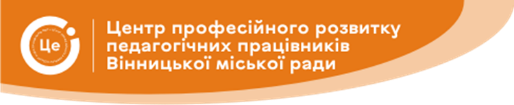 Це
Центр професійного розвитку
педагогічних працівників
Вінницької міської ради